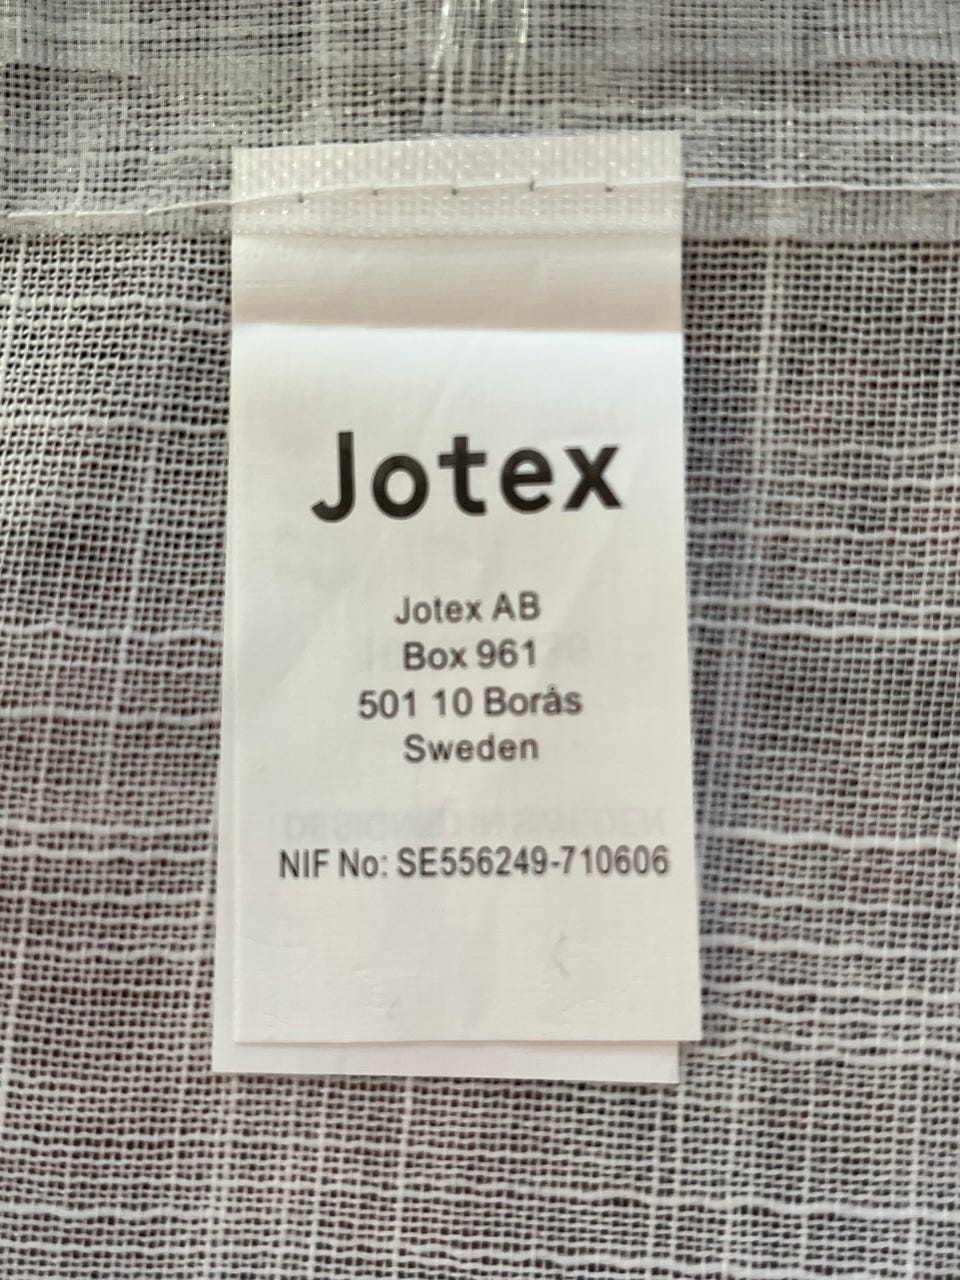 Jotex
Jotex AB
Box 961
501 10 Borås
Sweden
NIF No: SE556249-710606